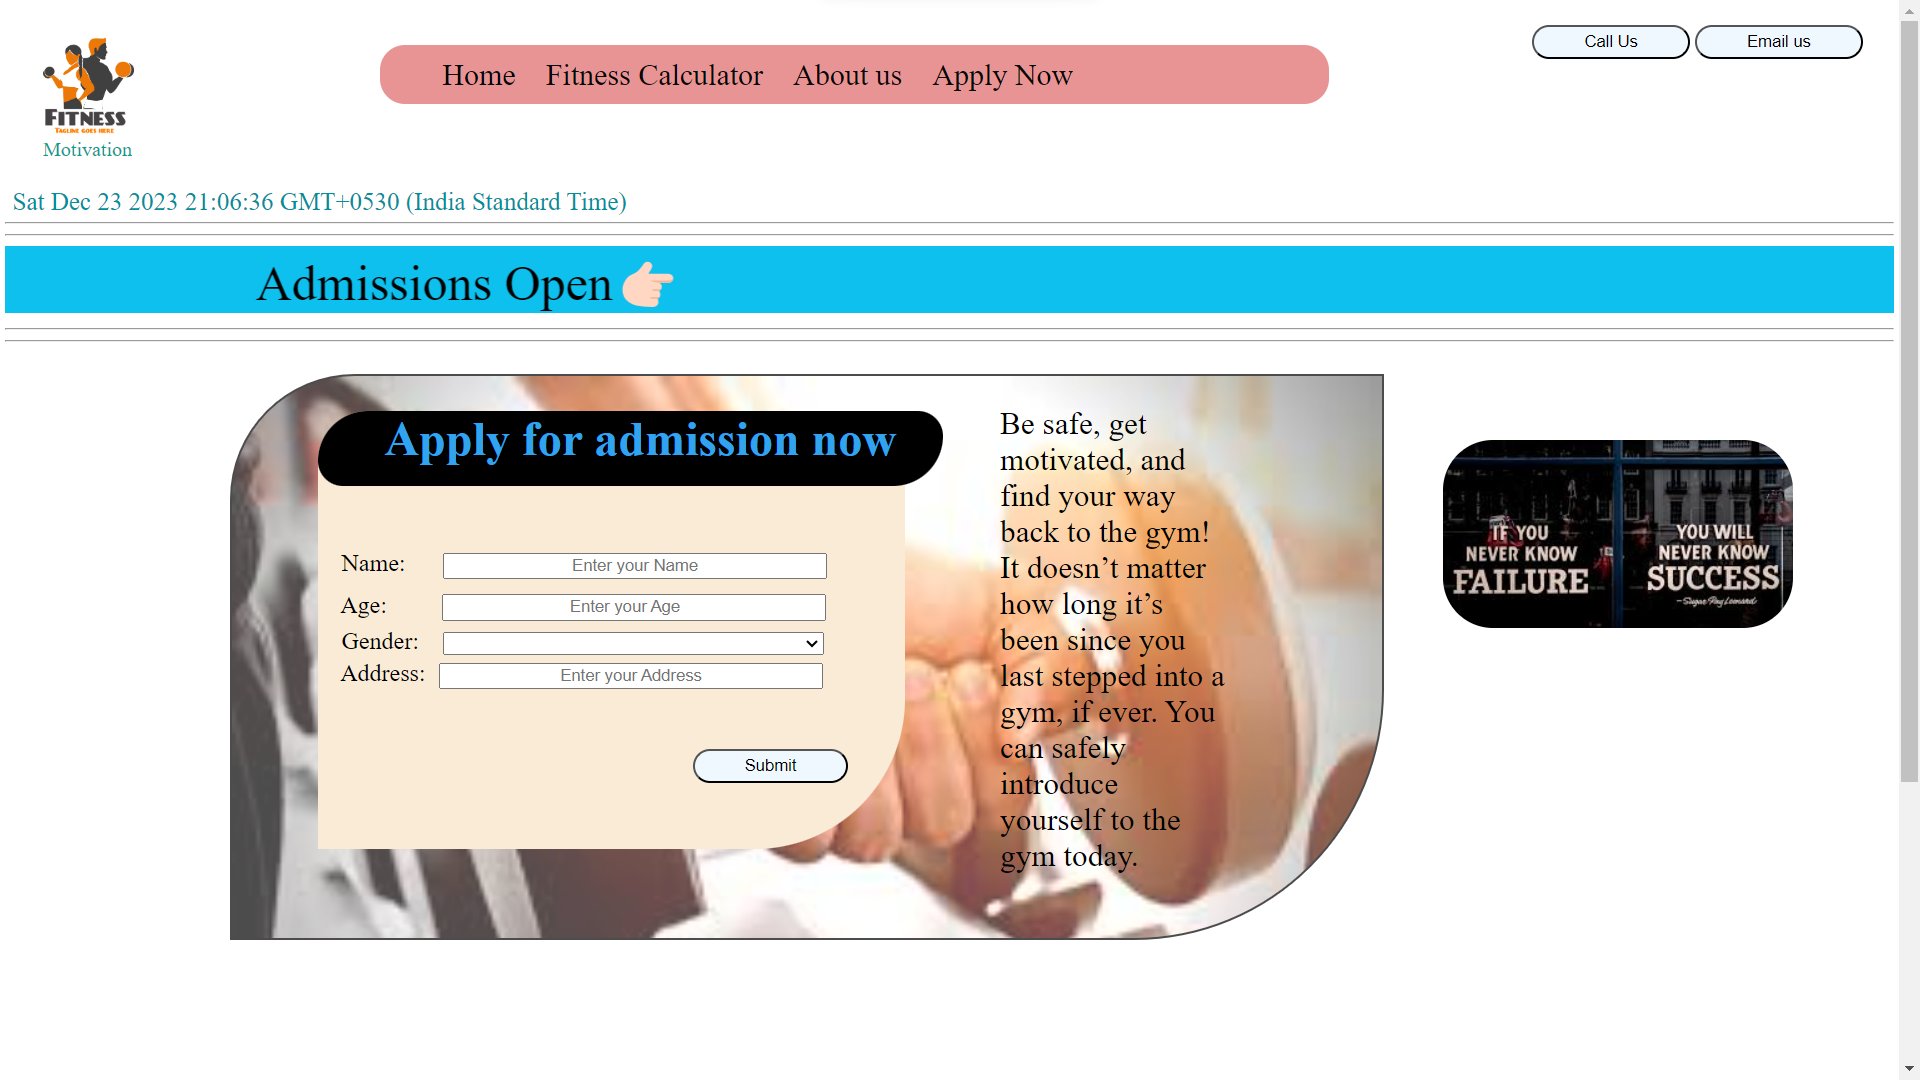 Call Us
Email us
Home
Fitness Calculator
About us
Apply Now
FITNESS
TAGLINE GOES HERE
Motivation
Sat Dec 23 2023 21:06:36 GMT+0530 (India Standard Time)
Admissions Open👉🏻
Apply for admission now
Name:
Enter your Name
Age:
Enter your Age
Gender:
Address:
Enter your Address
Submit
Be safe, get
motivated, and
find your way
back to the gym!
It doesn’t matter
how long it’s
been since you
last stepped into a
gym, if ever. You
can safely
introduce
yourself to the
gym today.
IF YOU
NEVER KNOW
FAILURE
YOU WILL
NEVER KNOW
SUCCESS
~Sugar Ray Leonard